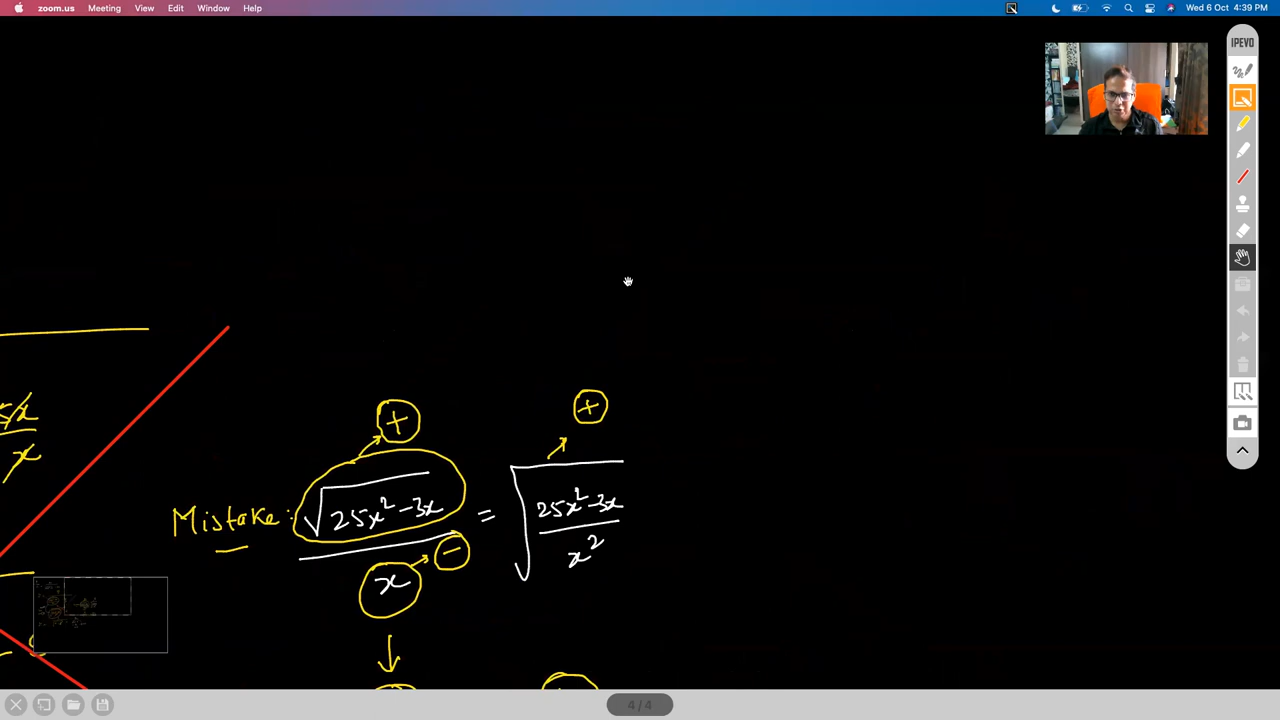 zoom.us Meeting View Edit Window Help Wed 6 Oct 4:39 PM
IPEVO
+ +
x
x
Mistake: √25x² - 3x / x = √25x² - 3x / x²
-
4 / 4